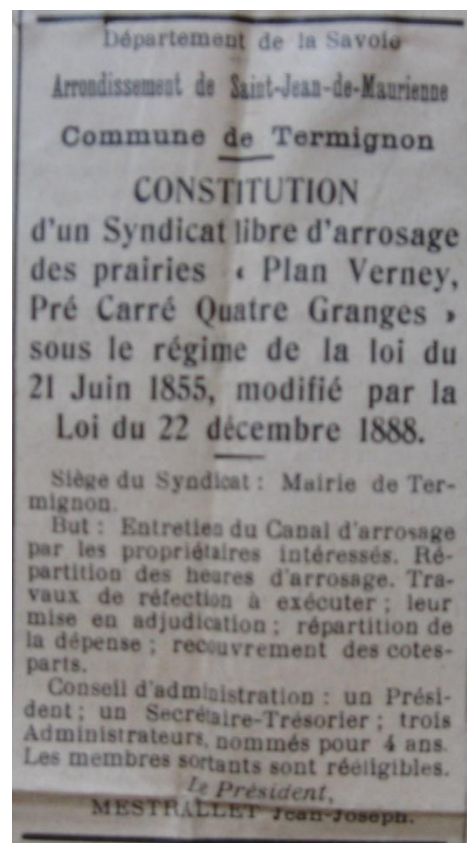 Département de la Savoie
Arrondissement de Saint-Jean-de-Maurienne
Commune de Termignon
CONSTITUTION
d'un Syndicat libre d'arrosage
des prairies « Plan Verney,
Pré Carré Quatre Granges »
sous le régime de la loi du
21 Juin 1855, modifié par la
Loi du 22 décembre 1888.
Siège du Syndicat : Mairie de Ter-
mignon.
But : Entretien du Canal d'arrosage
par les propriétaires intéressés. Ré-
partition des heures d'arrosage. Tra-
vaux de réfection à exécuter ; leur
mise en adjudication ; répartition de
la dépense ; recouvrement des cotes-
parts.
Conseil d'administration : un Prési-
dent ; un Secrétaire-Trésorier ; trois
Administrateurs, nommés pour 4 ans.
Les membres sortants sont rééligibles.
Le Président,
MESTRALLET Jean-Joseph.